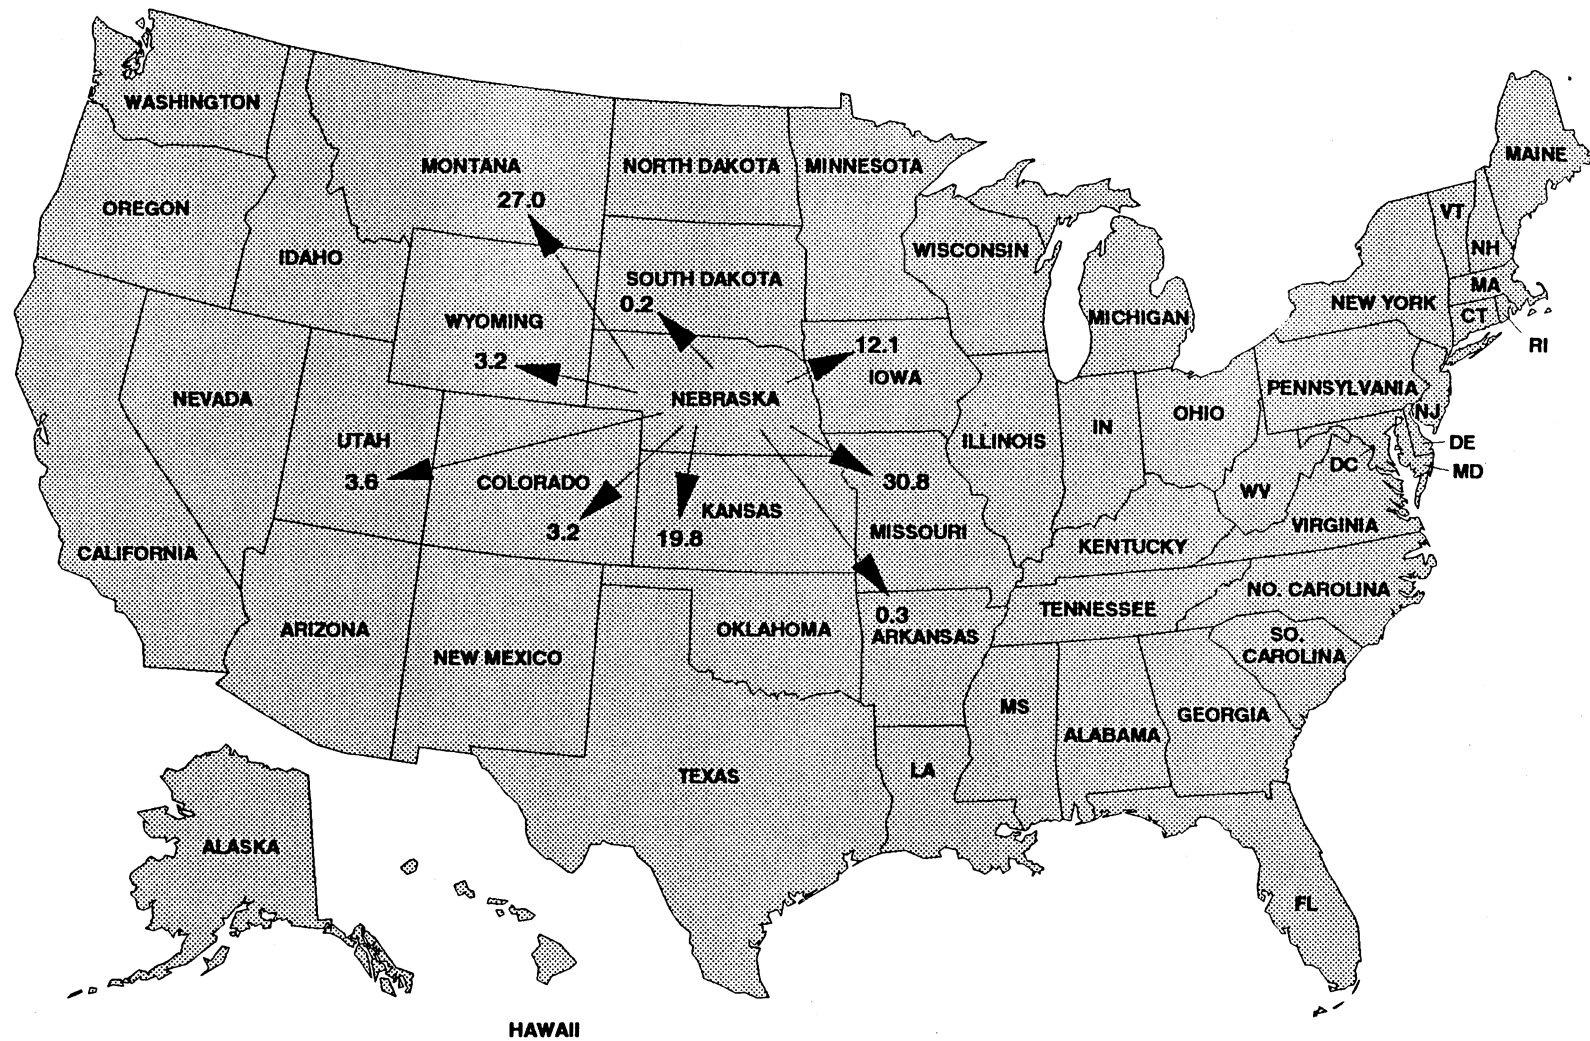 WASHINGTON
MONTANA
NORTH DAKOTA
MINNESOTA
MAINE
27.0
OREGON
VT
NH
IDAHO
WISCONSIN
SOUTH DAKOTA
0.2
MA
NEW YORK
CT
RI
WYOMING
MICHIGAN
3.2
12.1
IOWA
NEVADA
NEBRASKA
PENNSYLVANIA
NJ
OHIO
IN
UTAH
ILLINOIS
DE
MD
DC
3.6
COLORADO
30.8
WV
KANSAS
3.2
19.8
MISSOURI
VIRGINIA
CALIFORNIA
KENTUCKY
NO. CAROLINA
TENNESSEE
0.3
ARKANSAS
ARIZONA
OKLAHOMA
SO.
CAROLINA
NEW MEXICO
MS
GEORGIA
ALABAMA
TEXAS
LA
ALASKA
FL
HAWAII